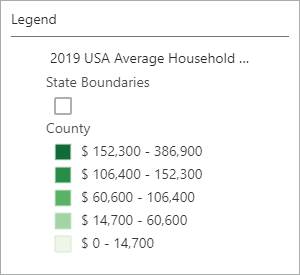 Legend
2019 USA Average Household ...
State Boundaries
County
$ 152,300 - 386,900
$ 106,400 - 152,300
$ 60,600 - 106,400
$ 14,700 - 60,600
$ 0 - 14,700